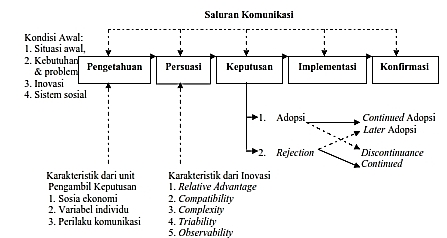 Saluran Komunikasi
Kondisi Awal:
1. Situasi awal,
2. Kebutuhan
& problem
3. Inovasi
4. Sistem sosial
Pengetahuan
Persuasi
Keputusan
Implementasi
Konfirmasi
1. Adopsi
Continued Adopsi
Later Adopsi
2. Rejection
Discontinuance
Continued
Karakteristik dari unit
Pengambil Keputusan
1. Sosia ekonomi
2. Variabel individu
3. Perilaku komunikasi
Karakteristik dari Inovasi
1. Relative Advantage
2. Compatibility
3. Complexity
4. Triability
5. Observability